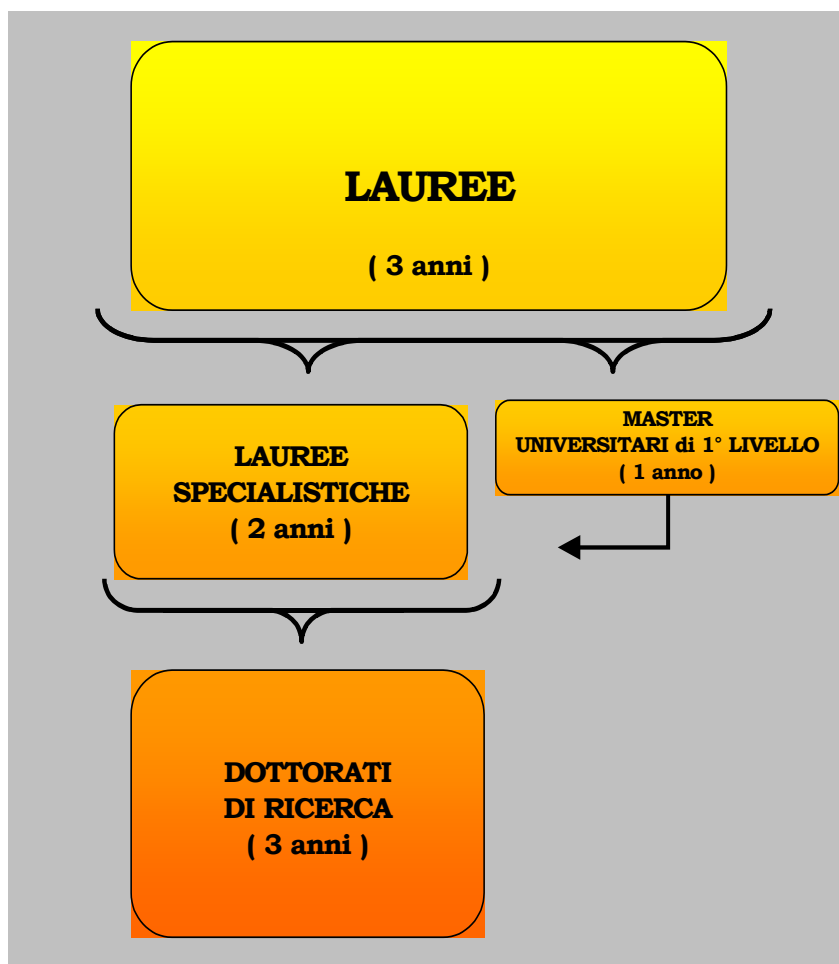 LAUREE
( 3 anni )
LAUREE
SPECIALISTICHE
( 2 anni )
MASTER
UNIVERSITARI di 1° LIVELLO
( 1 anno )
DOTTORATI
DI RICERCA
( 3 anni )